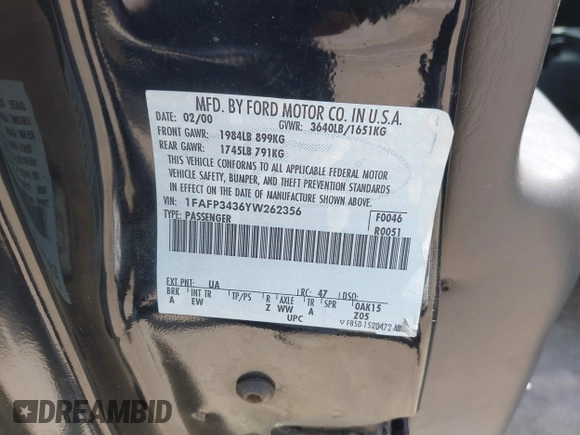 MFD. BY FORD MOTOR CO. IN U.S.A.
DATE: 02/00 GVWR: 3640LB/1651KG
FRONT GAWR: 1984LB 899KG
REAR GAWR: 1745LB 791KG
THIS VEHICLE CONFORMS TO ALL APPLICABLE FEDERAL MOTOR
VEHICLE SAFETY, BUMPER, AND THEFT PREVENTION STANDARDS
IN EFFECT ON THE DATE OF MANUFACTURE SHOWN ABOVE.
VIN: 1FAFP3436YW262356 F0046
TYPE: PASSENGER R0051
EXT PNT: UA RC: 47 DSO:
BRK INT TR TP/PS R AXLE TR SPR 0AK15
A EW Z WW A Z05
UPC F85B-1520472 AB
DREAMBID